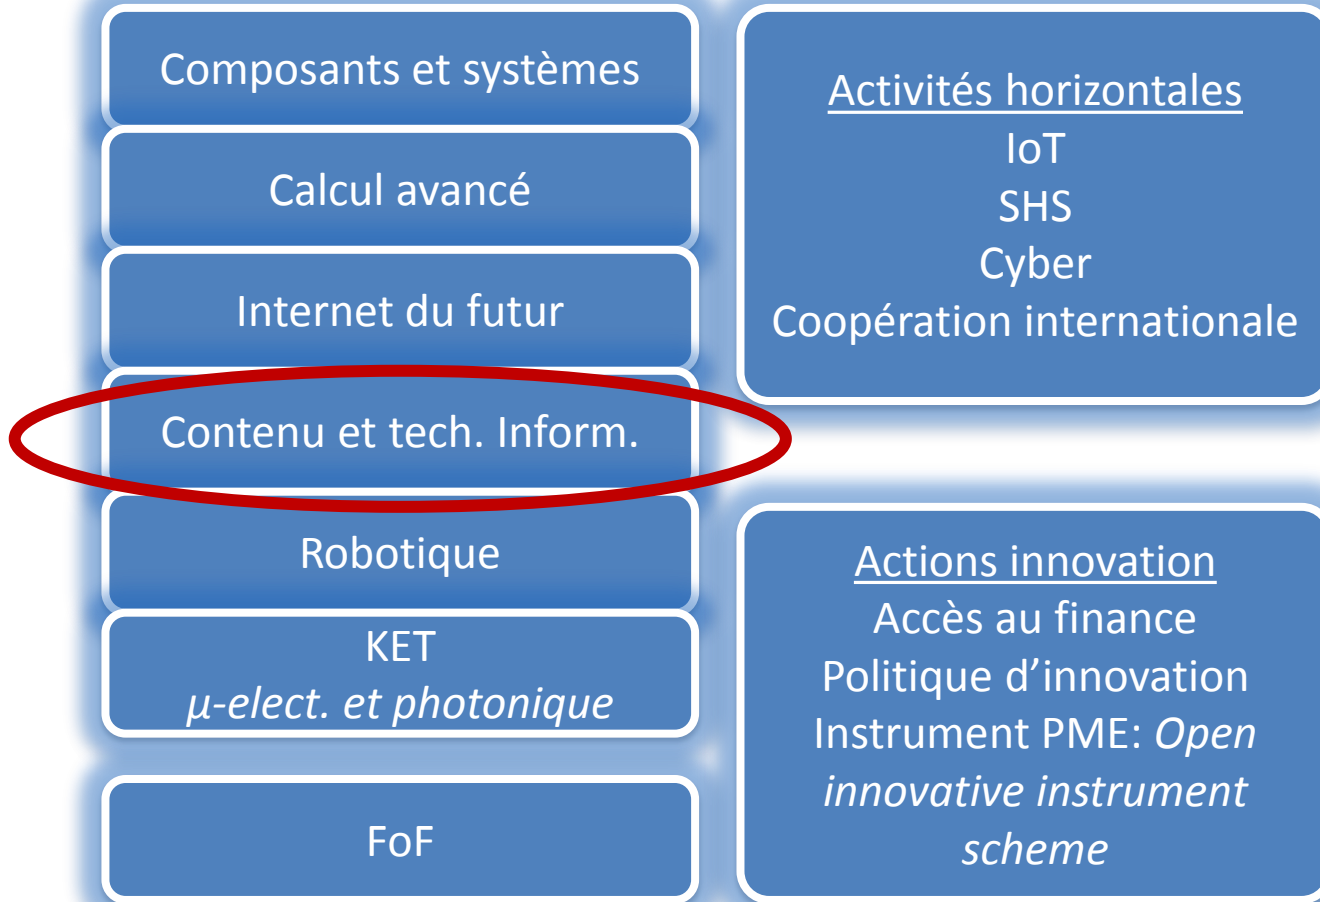 Composants et systèmes
Calcul avancé
Internet du futur
Contenu et tech. Inform.
Robotique
KET
µ-elect. et photonique
FoF
Activités horizontales
IoT
SHS
Cyber
Coopération internationale
Actions innovation
Accès au finance
Politique d’innovation
Instrument PME: Open
innovative instrument
scheme